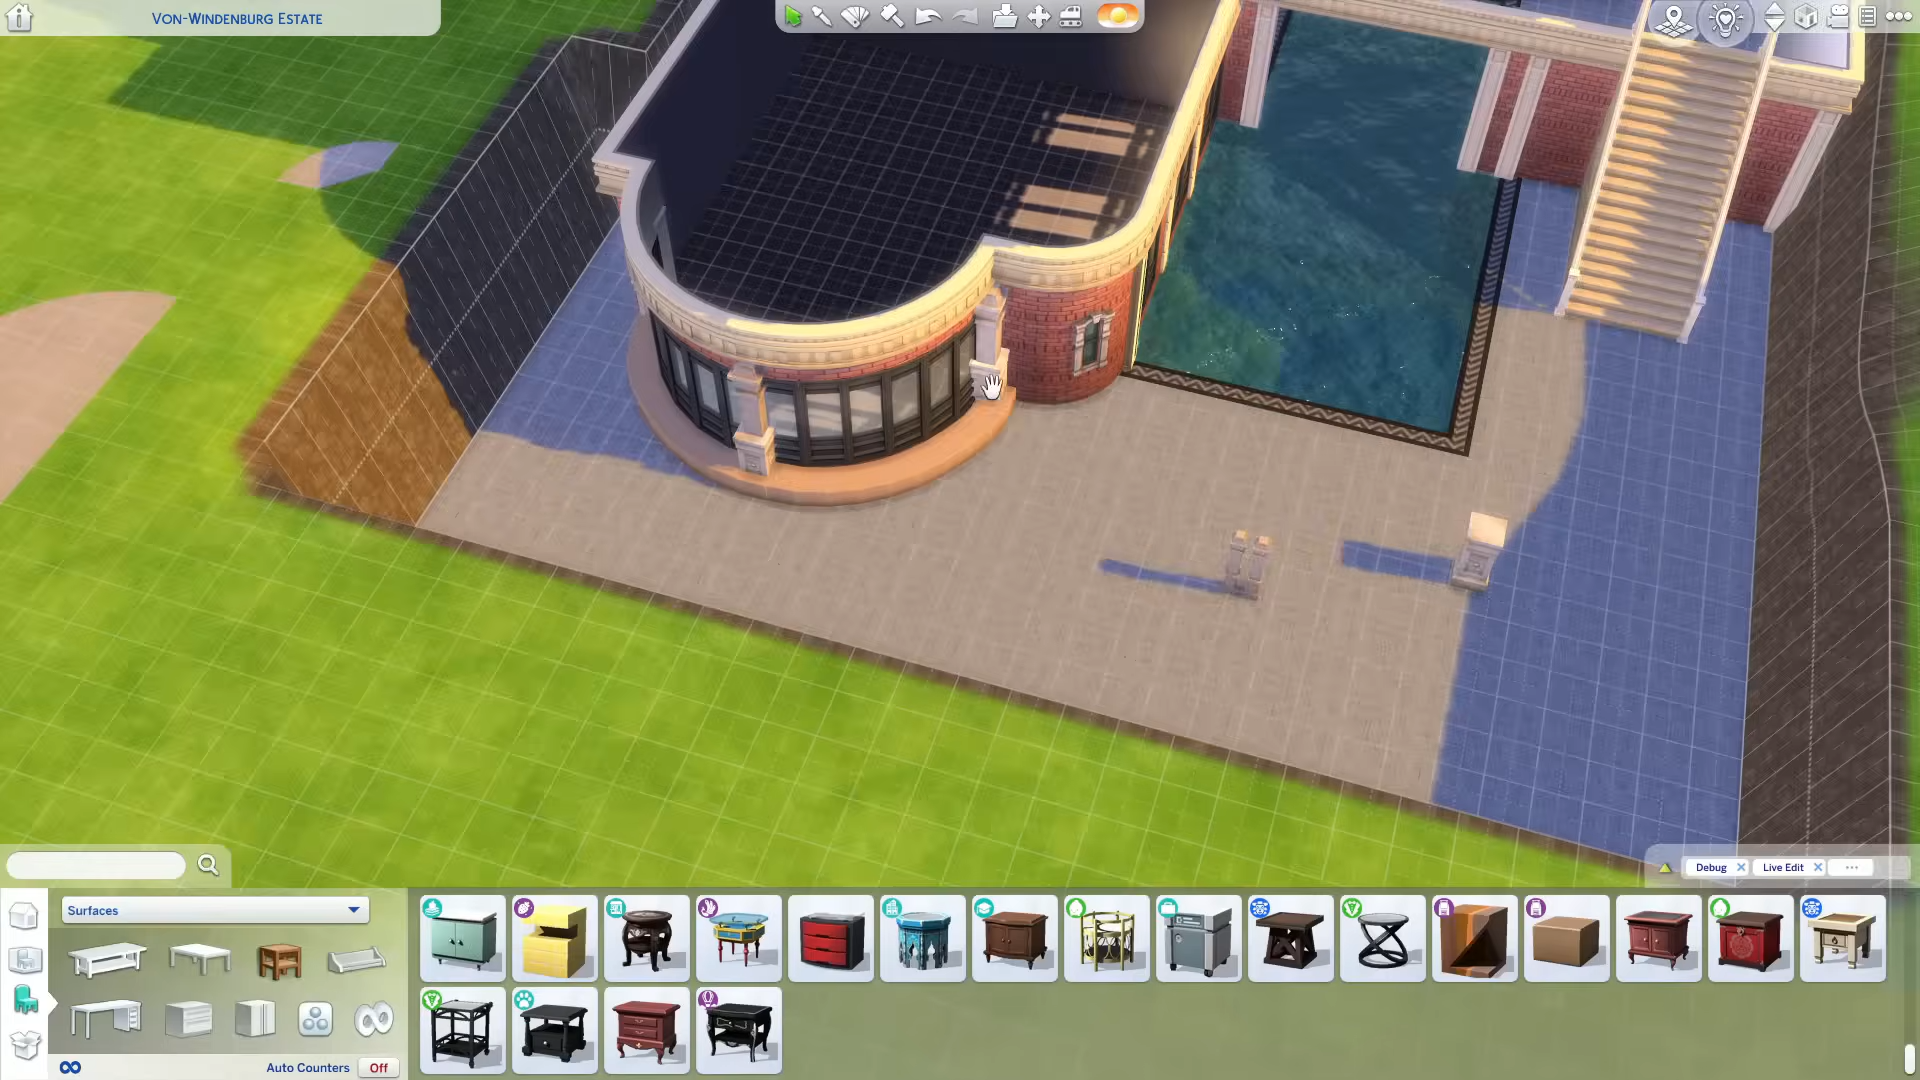 Von-Windenburg Estate
Debug
Live Edit
Surfaces
Auto Counters
Off